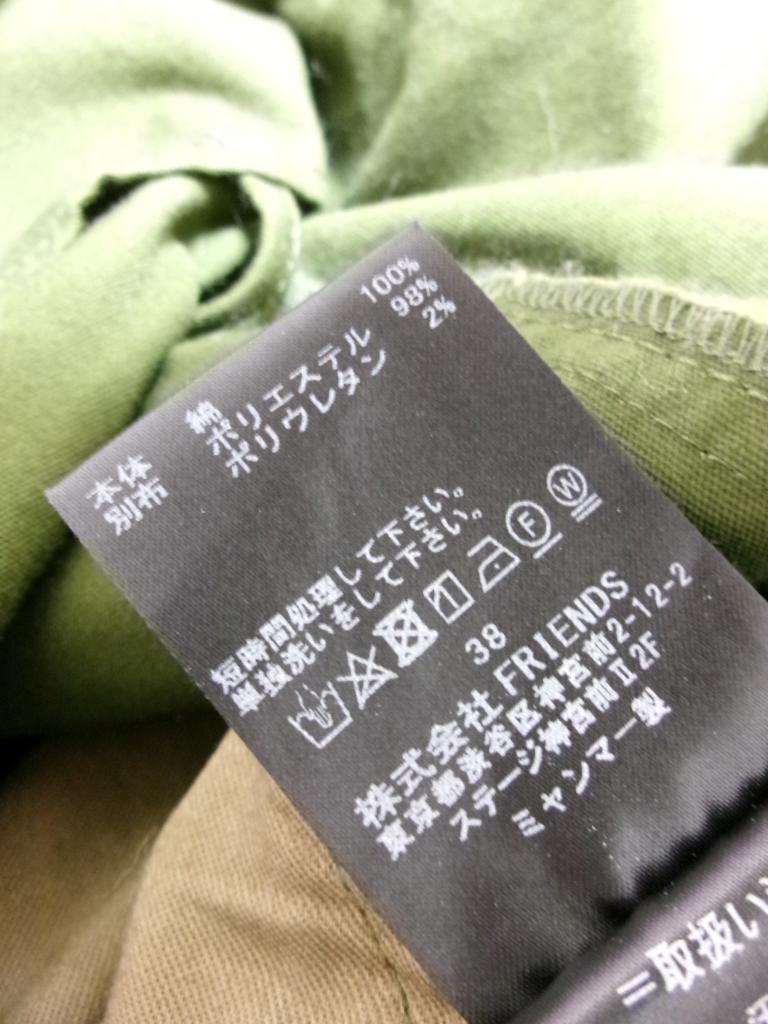 本体 綿 100%
別布 ポリエステル 98%
ポリウレタン 2%
短時間処理して下さい。
単独洗いをして下さい。
F W
38
株式会社 FRIENDS
東京都渋谷区神宮前2-12-2
ステージ神宮前Ⅱ 2F
ミャンマー製
=取扱い